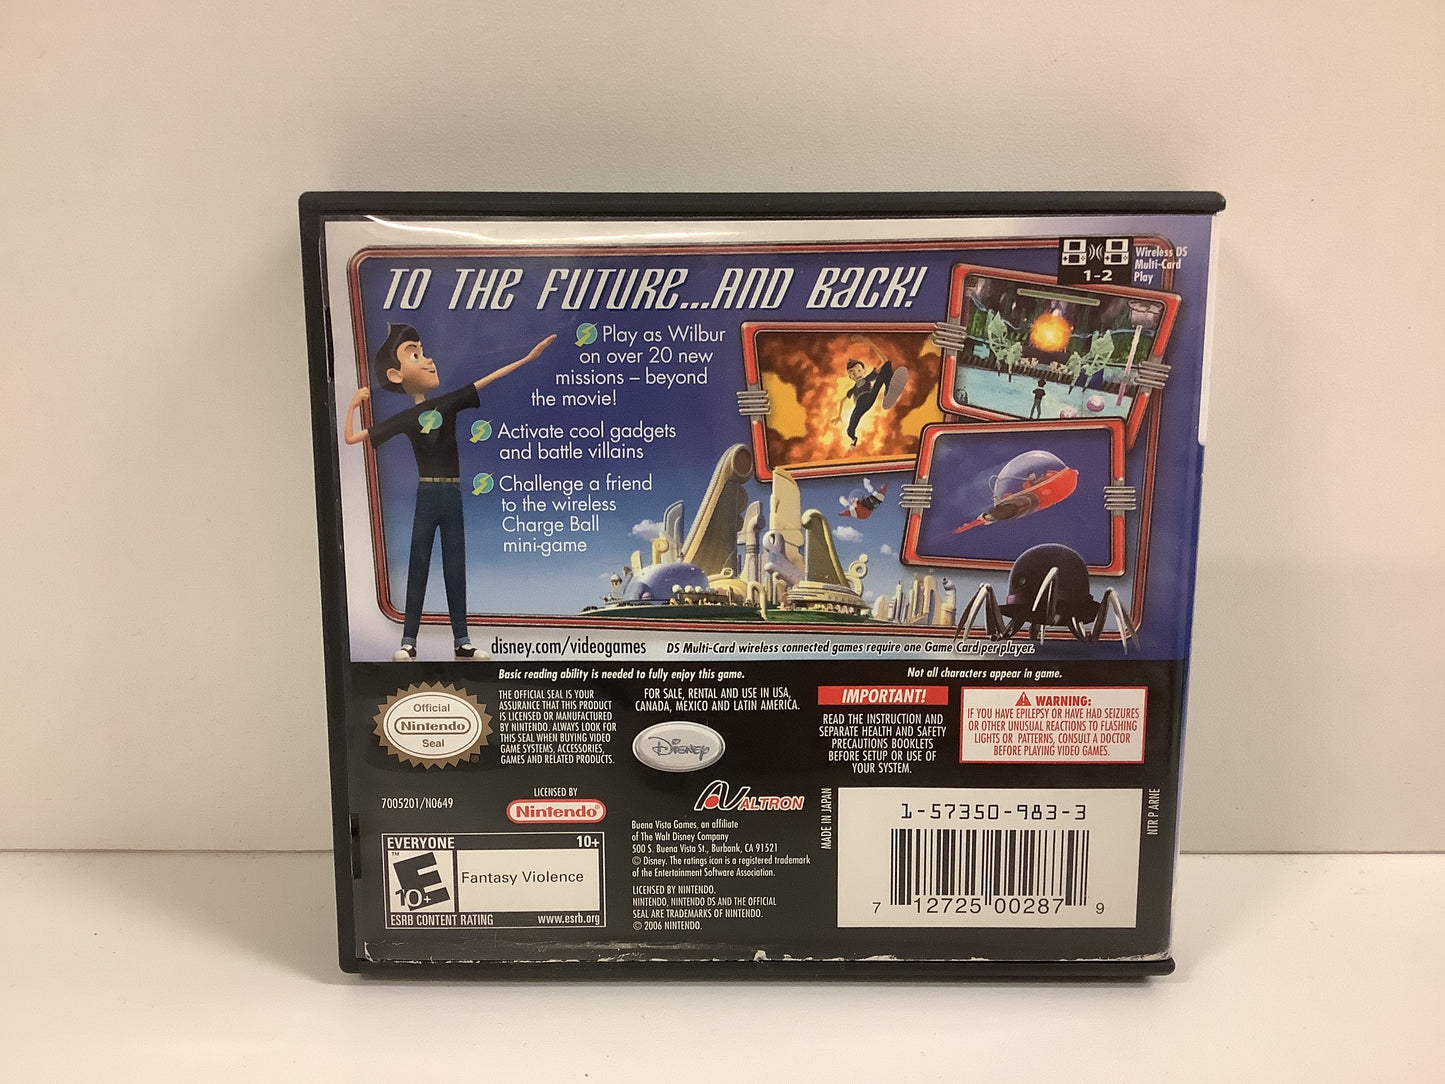 TO THE FUTURE...AND BACK!
1-2
Wireless DS
Multi-Card
Play
Play as Wilbur
on over 20 new
missions – beyond
the movie!
Activate cool gadgets
and battle villains
Challenge a friend
to the wireless
Charge Ball
mini-game
disney.com/videogames
DS Multi-Card wireless connected games require one Game Card per player.
Basic reading ability is needed to fully enjoy this game.
Not all characters appear in game.
Official
Nintendo
Seal
THE OFFICIAL SEAL IS YOUR
ASSURANCE THAT THIS PRODUCT
IS LICENSED OR MANUFACTURED
BY NINTENDO. ALWAYS LOOK FOR
THIS SEAL WHEN BUYING VIDEO
GAME SYSTEMS, ACCESSORIES,
GAMES AND RELATED PRODUCTS.
FOR SALE, RENTAL AND USE IN USA,
CANADA, MEXICO AND LATIN AMERICA.
Disney
IMPORTANT!
READ THE INSTRUCTION AND
SEPARATE HEALTH AND SAFETY
PRECAUTIONS BOOKLETS
BEFORE SETUP OR USE OF
YOUR SYSTEM.
WARNING:
IF YOU HAVE EPILEPSY OR HAVE HAD SEIZURES
OR OTHER UNUSUAL REACTIONS TO FLASHING
LIGHTS OR PATTERNS, CONSULT A DOCTOR
BEFORE PLAYING VIDEO GAMES.
7005201/N0649
LICENSED BY
Nintendo®
ALTRON
Buena Vista Games, an affiliate
of The Walt Disney Company
500 S. Buena Vista St., Burbank, CA 91521
© Disney. The ratings icon is a registered trademark
of the Entertainment Software Association.
LICENSED BY NINTENDO.
NINTENDO, NINTENDO DS AND THE OFFICIAL
SEAL ARE TRADEMARKS OF NINTENDO.
© 2006 NINTENDO.
EVERYONE 10+
E
10+
™
Fantasy Violence
ESRB CONTENT RATING www.esrb.org
MADE IN JAPAN
1-57350-983-3
7 12725 00287 9
NTR P ARNE